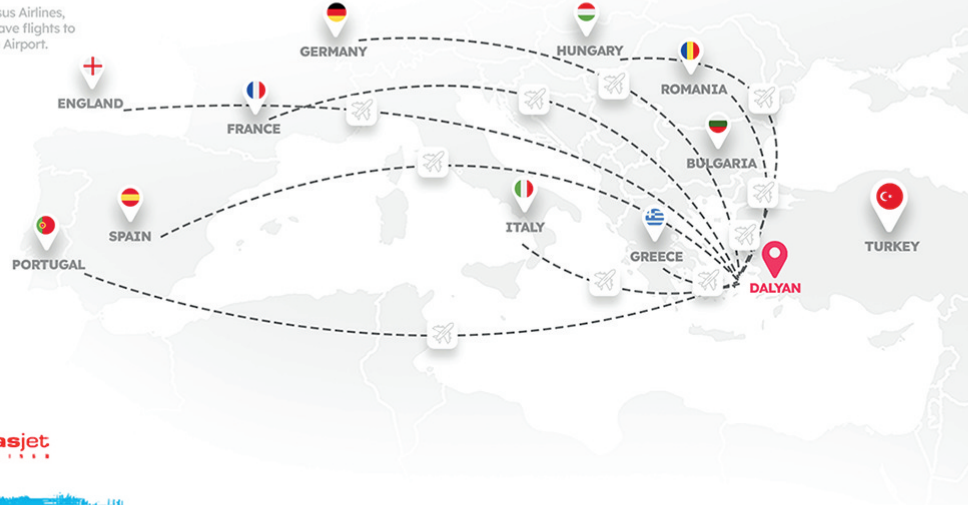 sus Airlines,
ave flights to
Airport.
GERMANY
HUNGARY
ROMANIA
ENGLAND
FRANCE
BULGARIA
SPAIN
ITALY
PORTUGAL
GREECE
TURKEY
DALYAN
asjet